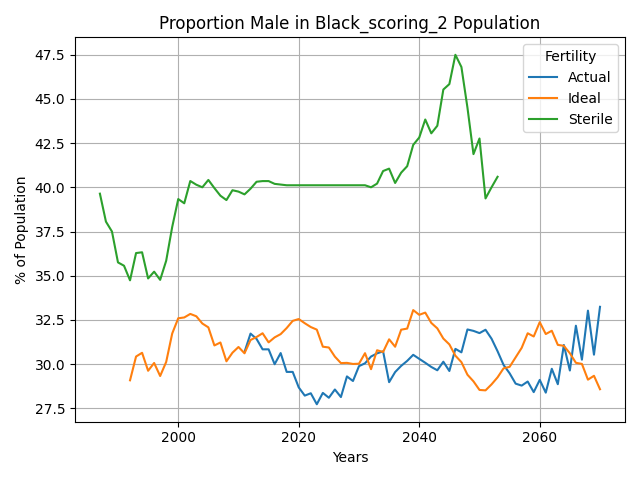 Proportion Male in Black_scoring_2 Population
% of Population
47.5
45.0
42.5
40.0
37.5
35.0
32.5
30.0
27.5
Fertility
Actual
Ideal
Sterile
2000
2020
2040
2060
Years